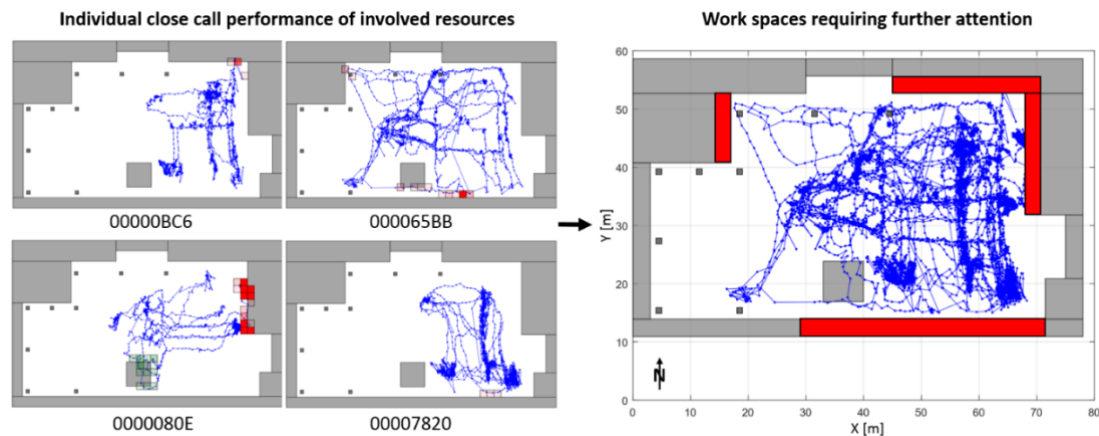 Individual close call performance of involved resources
Work spaces requiring further attention
00000BC6
000065BB
0000080E
00007820
60
50
40
30
20
10
0
Y [m]
N
0
10
20
30
40
50
60
70
80
X [m]